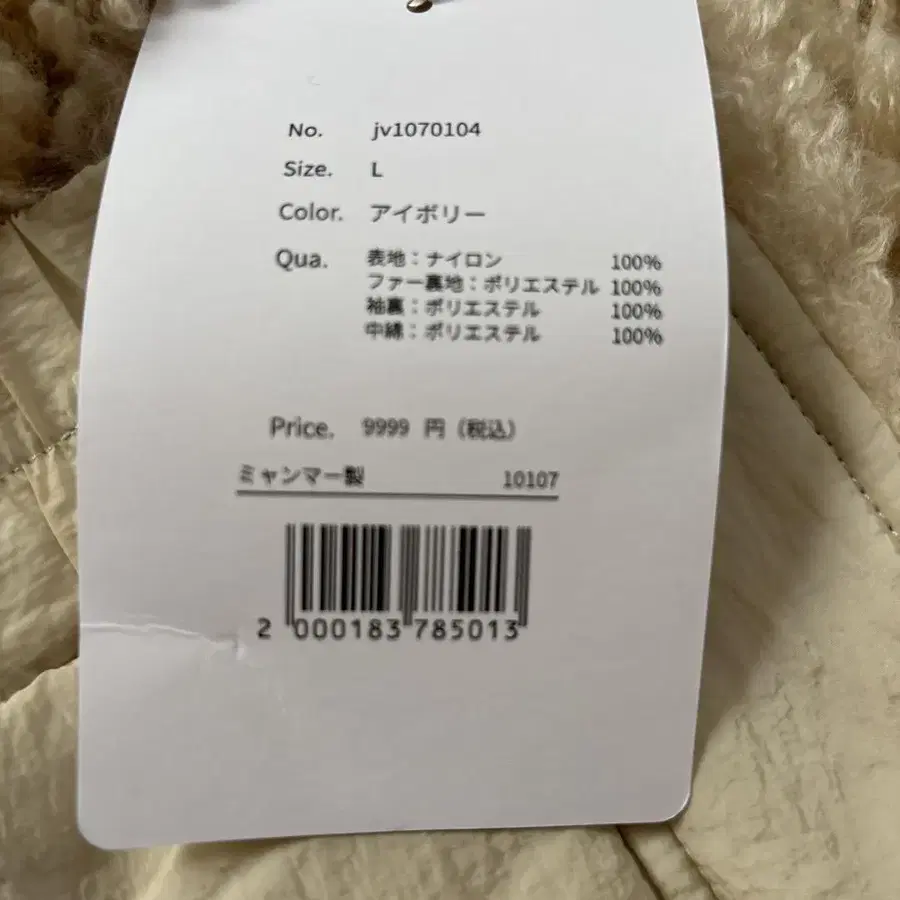 No. jv1070104
Size. L
Color. アイボリー
Qua. 表地：ナイロン 100%
ファー裏地：ポリエステル 100%
袖裏：ポリエステル 100%
中綿：ポリエステル 100%
Price. 9999 円（税込）
ミャンマー製 10107
2 000183 785013